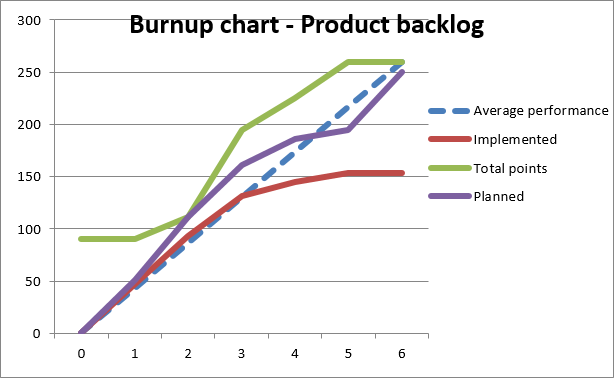 Burnup chart - Product backlog
300
250
200
150
100
50
0
0 1 2 3 4 5 6
Average performance
Implemented
Total points
Planned